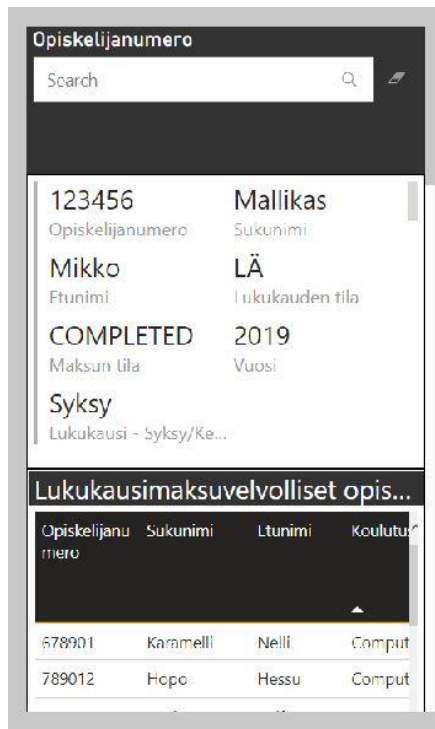 Opiskelijanumero
Search
123456 Mallikas
Opiskelijanumero Sukunimi
Mikko LÄ
Etunimi Lukukauden tila
COMPLETED 2019
Maksun tila Vuosi
Syksy
Lukukausi - Syksy/Ke...
Lukukausimaksuvelvolliset opis...
Opiskelijanu Sukunimi Etunimi Koulutus
mero
678901 Karamelli Nelli Comput
789012 Hopo Hessu Comput